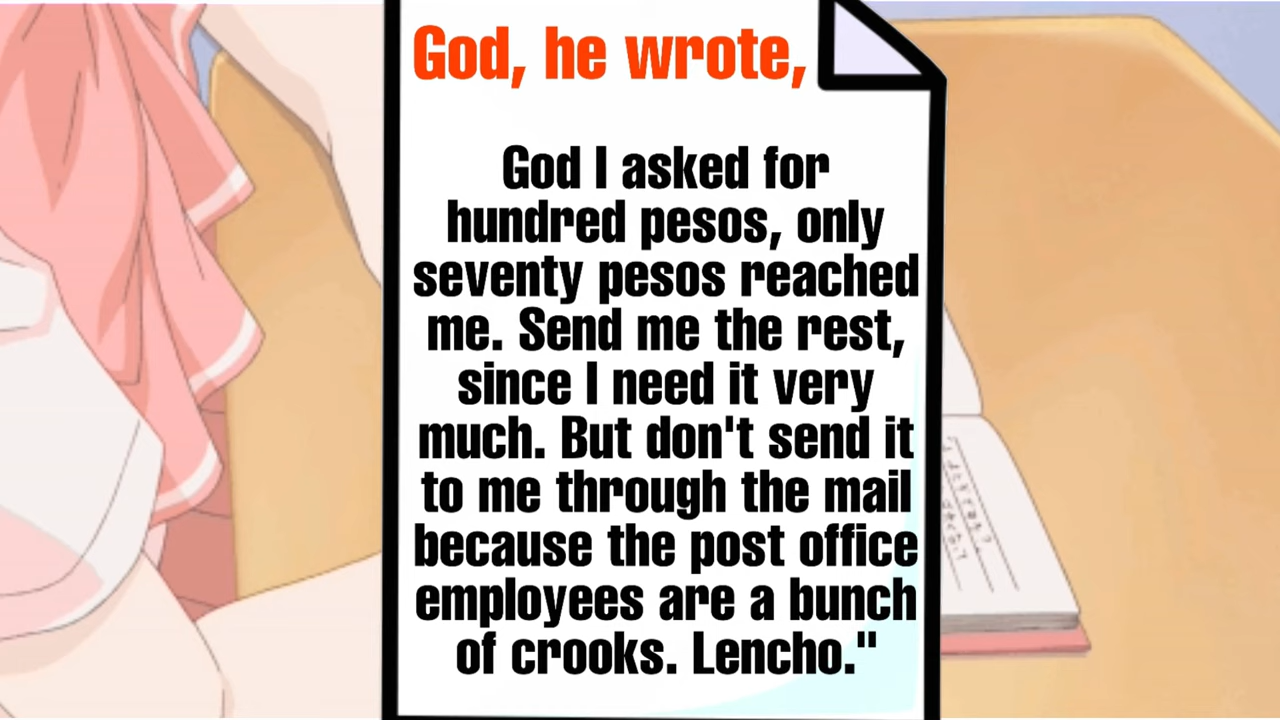 God, he wrote,
God I asked for
hundred pesos, only
seventy pesos reached
me. Send me the rest,
since I need it very
much. But don't send it
to me through the mail
because the post office
employees are a bunch
of crooks. Lencho."